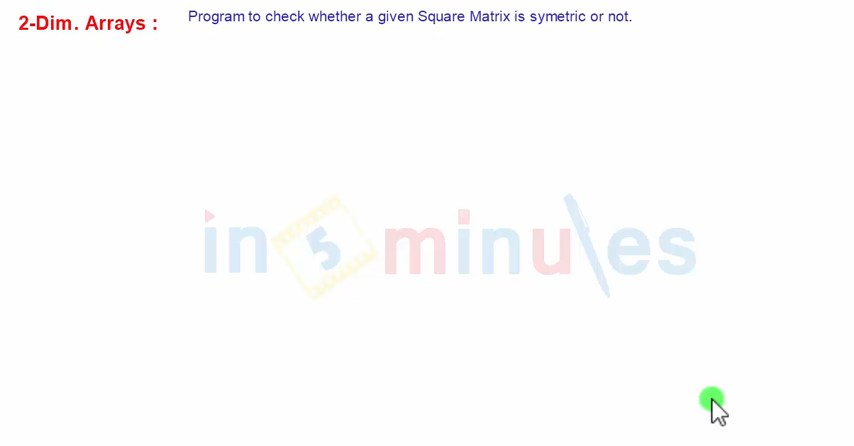 2-Dim. Arrays :
Program to check whether a given Square Matrix is symetric or not.
in 5 minutes